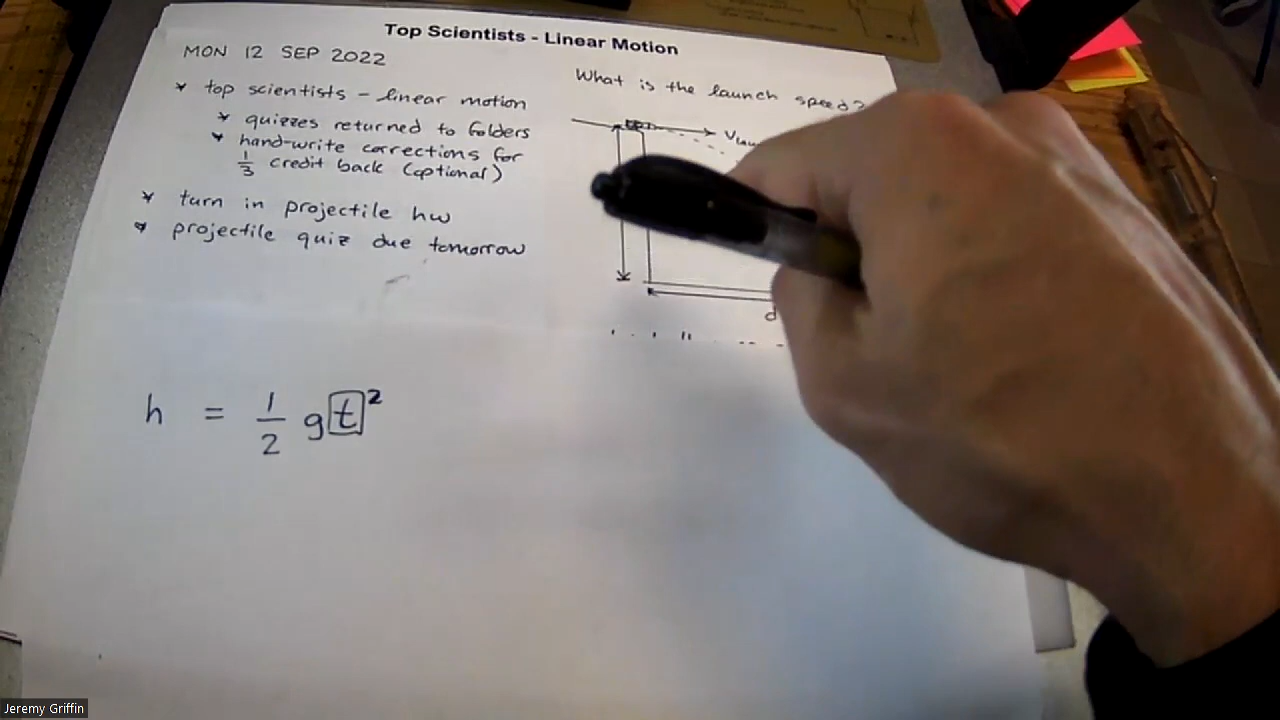 Top Scientists - Linear Motion
MON 12 SEP 2022
* top scientists - linear motion
* quizzes returned to folders
* hand-write corrections for
1/3 credit back (optional)
* turn in projectile hw
* projectile quiz due tomorrow
What is the launch speed?
d
h = 1/2 gt²
Jeremy Griffin